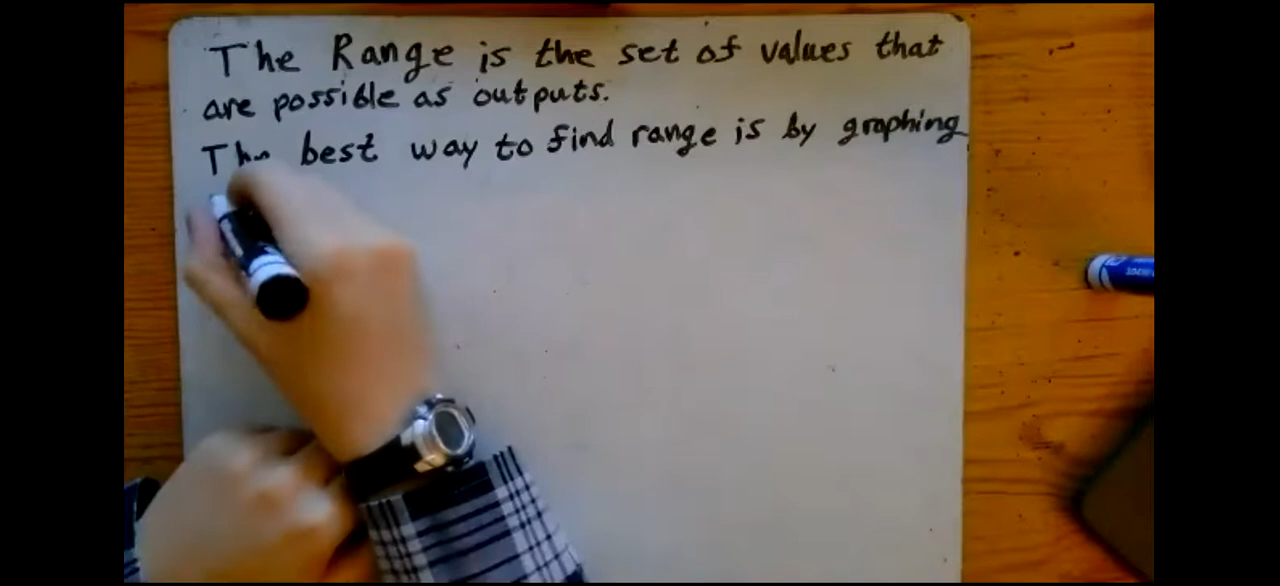 The Range is the set of values that
are possible as outputs.
The best way to find range is by graphing